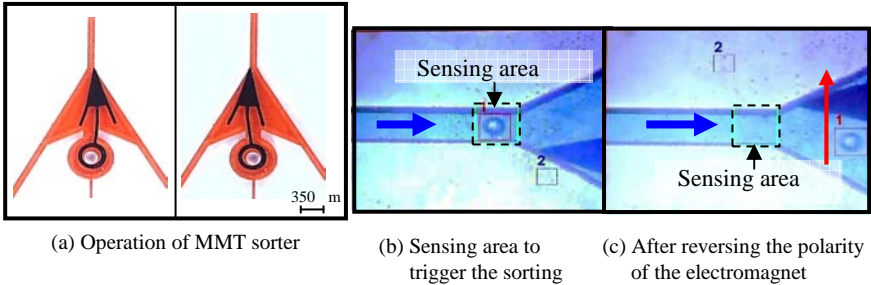 350 m
Sensing area
1
2
2
1
Sensing area
(a) Operation of MMT sorter
(b) Sensing area to
trigger the sorting
(c) After reversing the polarity
of the electromagnet